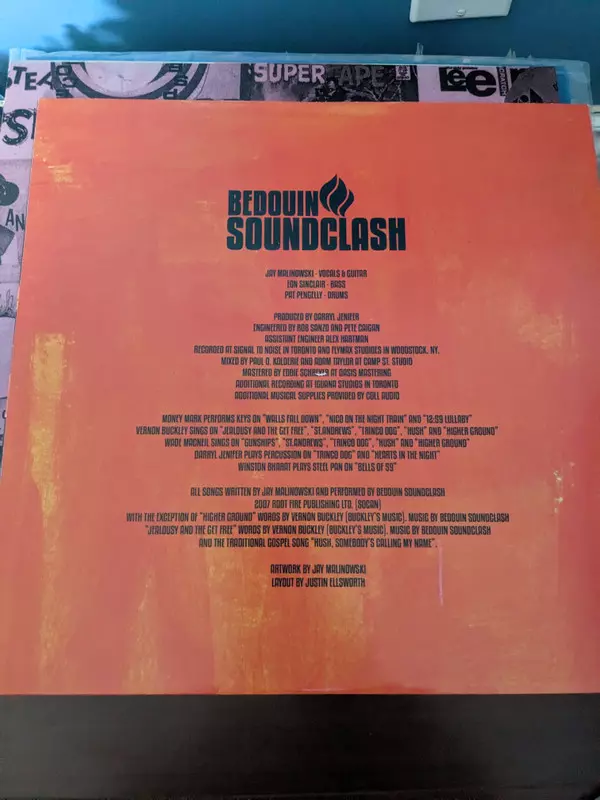 STEA
SUPER APE
Lee
S
AN
BEDOUIN
SOUNDCLASH
JAY MALINOWSKI - VOCALS & GUITAR
EON SINCLAIR - BASS
PAT PENGELLY - DRUMS
PRODUCED BY DARRYL JENIFER
ENGINEERED BY ROB SANZO AND PETE CAIGAN
ASSISTANT ENGINEER ALEX HARTMAN
RECORDED AT SIGNAL TO NOISE IN TORONTO AND FLYMAX STUDIOS IN WOODSTOCK, NY.
MIXED BY PAUL Q. KOLDERIE AND ADAM TAYLOR AT CAMP ST. STUDIO
MASTERED BY EDDIE AT OASIS MASTERING
ADDITIONAL RECORDING AT IGUANA STUDIOS IN TORONTO
ADDITIONAL MUSICAL SUPPLIES PROVIDED BY CULL AUDIO
MONEY MARK PERFORMS KEYS ON "WALLS FALL DOWN", "NICO ON THE NIGHT TRAIN" AND "12:59 LULLABY"
VERNON BUCKLEY SINGS ON "JEALOUSY AND THE GET FREE", "ST.ANDREWS", "TRINCO DOG", "HUSH" AND "HIGHER GROUND"
WADE MACNEIL SINGS ON "GUNSHIPS", "ST.ANDREWS", "TRINCO DOG", "HUSH" AND "HIGHER GROUND"
DARRYL JENIFER PLAYS PERCUSSION ON "TRINCO DOG" AND "HEARTS IN THE NIGHT"
WINSTON BHARAT PLAYS STEEL PAN ON "BELLS OF 59"
ALL SONGS WRITTEN BY JAY MALINOWSKI AND PERFORMED BY BEDOUIN SOUNDCLASH
2007 ROOT FIRE PUBLISHING LTD. (SOCAN)
WITH THE EXCEPTION OF "HIGHER GROUND" WORDS BY VERNON BUCKLEY (BUCKLEY'S MUSIC). MUSIC BY BEDOUIN SOUNDCLASH
"JEALOUSY AND THE GET FREE" WORDS BY VERNON BUCKLEY (BUCKLEY'S MUSIC). MUSIC BY BEDOUIN SOUNDCLASH
AND THE TRADITIONAL GOSPEL SONG "HUSH, SOMEBODY'S CALLING MY NAME".
ARTWORK BY JAY MALINOWSKI
LAYOUT BY JUSTIN ELLSWORTH